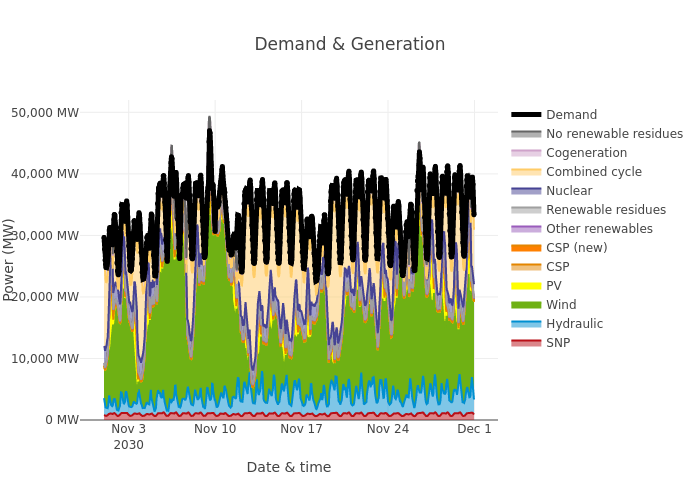 Demand & Generation
50,000 MW
40,000 MW
30,000 MW
20,000 MW
10,000 MW
0 MW
Power (MW)
Nov 3
2030
Nov 10
Nov 17
Nov 24
Dec 1
Date & time
Demand
No renewable residues
Cogeneration
Combined cycle
Nuclear
Renewable residues
Other renewables
CSP (new)
CSP
PV
Wind
Hydraulic
SNP